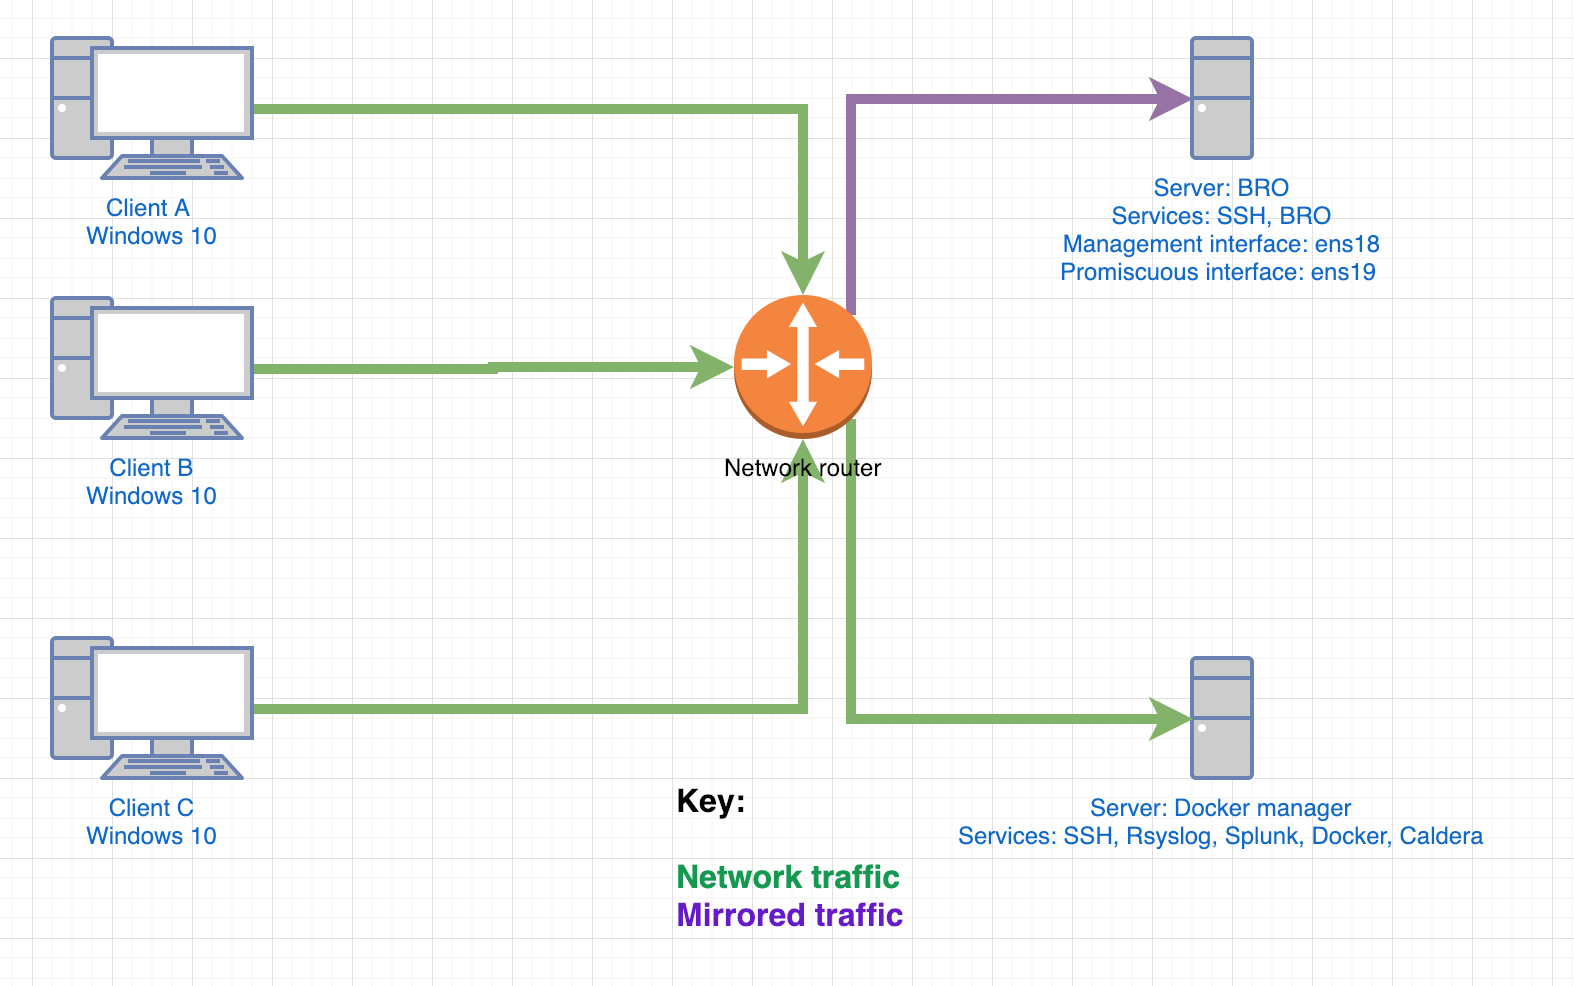 Client A
Windows 10
Server: BRO
Services: SSH, BRO
Management interface: ens18
Promiscuous interface: ens19
Client B
Windows 10
Network router
Client C
Windows 10
Server: Docker manager
Services: SSH, Rsyslog, Splunk, Docker, Caldera
Key:
Network traffic
Mirrored traffic